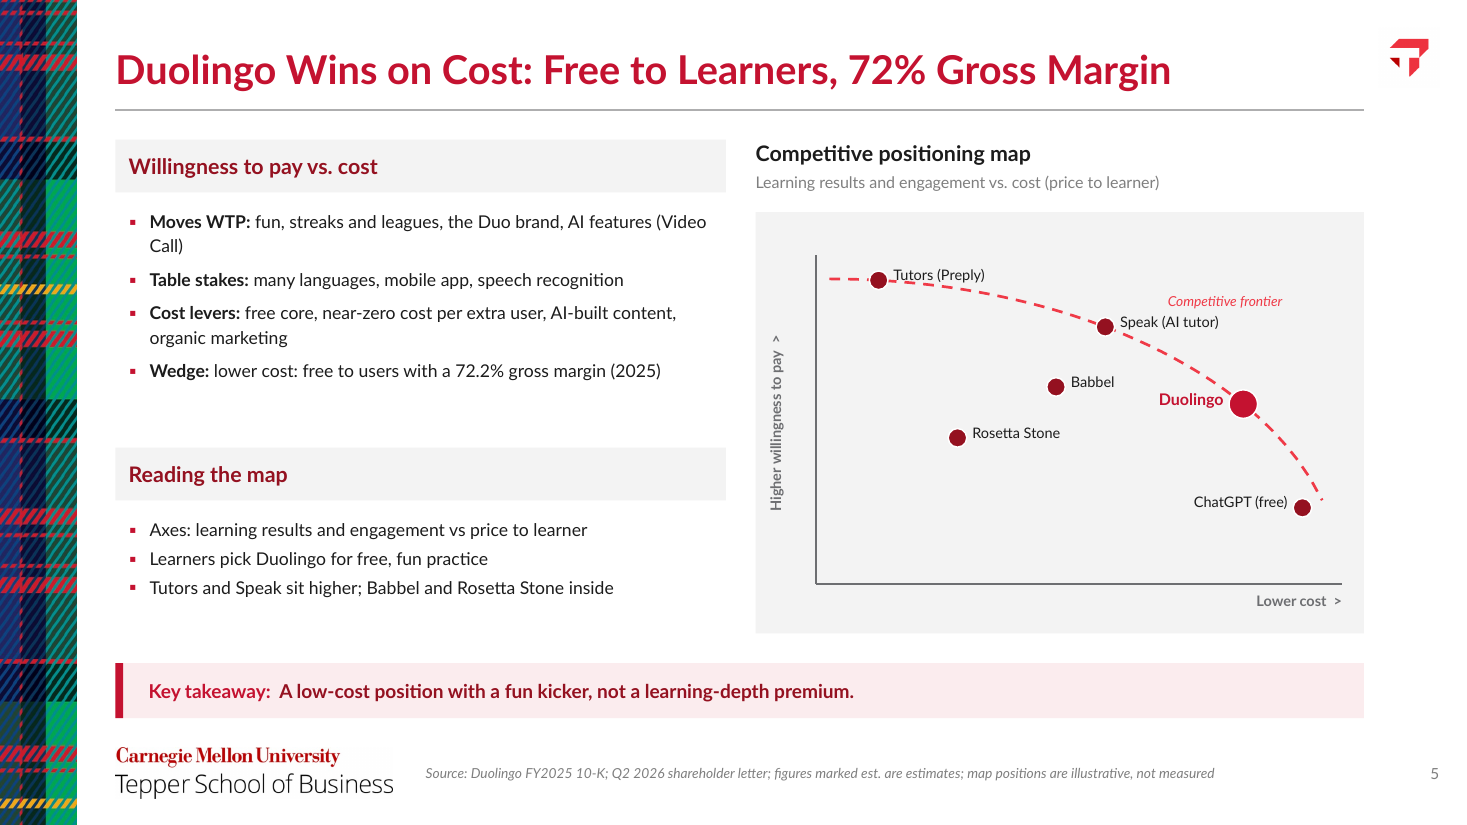 Duolingo Wins on Cost: Free to Learners, 72% Gross Margin
Willingness to pay vs. cost
▪ Moves WTP: fun, streaks and leagues, the Duo brand, AI features (Video
Call)
▪ Table stakes: many languages, mobile app, speech recognition
▪ Cost levers: free core, near-zero cost per extra user, AI-built content,
organic marketing
▪ Wedge: lower cost: free to users with a 72.2% gross margin (2025)
Reading the map
▪ Axes: learning results and engagement vs price to learner
▪ Learners pick Duolingo for free, fun practice
▪ Tutors and Speak sit higher; Babbel and Rosetta Stone inside
Competitive positioning map
Learning results and engagement vs. cost (price to learner)
Tutors (Preply)
Competitive frontier
Speak (AI tutor)
Babbel
Duolingo
Rosetta Stone
ChatGPT (free)
Higher willingness to pay >
Lower cost >
Key takeaway: A low-cost position with a fun kicker, not a learning-depth premium.
Carnegie Mellon University
Tepper School of Business
Source: Duolingo FY2025 10-K; Q2 2026 shareholder letter; figures marked est. are estimates; map positions are illustrative, not measured
5